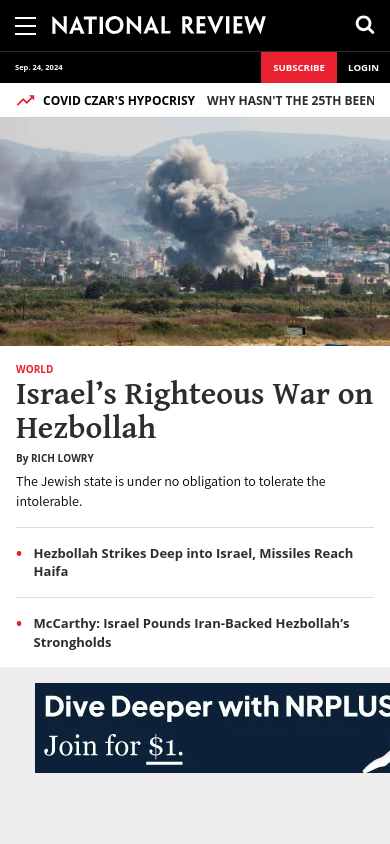 NATIONAL REVIEW
Sep. 24, 2024
SUBSCRIBE
LOGIN
COVID CZAR'S HYPOCRISY WHY HASN'T THE 25TH BEEN
WORLD
Israel’s Righteous War on
Hezbollah
By RICH LOWRY
The Jewish state is under no obligation to tolerate the
intolerable.
• Hezbollah Strikes Deep into Israel, Missiles Reach
Haifa
• McCarthy: Israel Pounds Iran-Backed Hezbollah’s
Strongholds
Dive Deeper with NRPLUS
Join for $1.